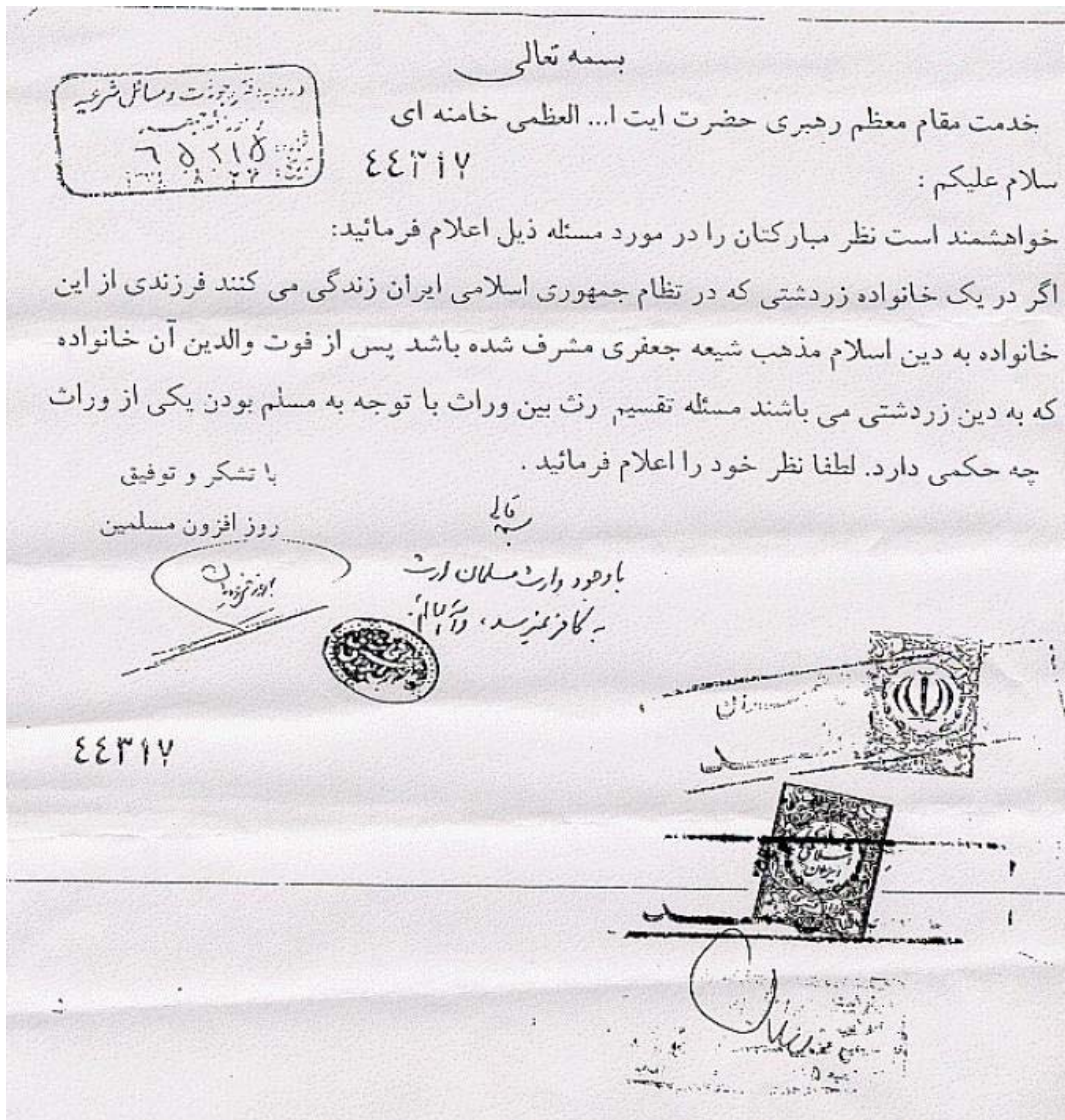 بسمه تعالی
خدمت مقام معظم رهبری حضرت ایت ا... العظمی خامنه ای
٤٤٣١٧
سلام علیکم :
خواهشمند است نظر مبارکتان را در مورد مسئله ذیل اعلام فرمائید:
اگر در یک خانواده زردشتی که در نظام جمهوری اسلامی ایران زندگی می کنند فرزندی از این
خانواده به دین اسلام مذهب شیعه جعفری مشرف شده باشد پس از فوت والدین آن خانواده
که به دین زردشتی می باشند مسئله تقسیم رث بین وراث با توجه به مسلم بودن یکی از وراث
چه حکمی دارد. لطفا نظر خود را اعلام فرمائید .
با تشکر و توفیق
روز افزون مسلمین
بسمه تعالی
با وجود وارث مسلمان ارث
به کافر نمیرسد،
٤٤٣١٧
اسلامی
ایران